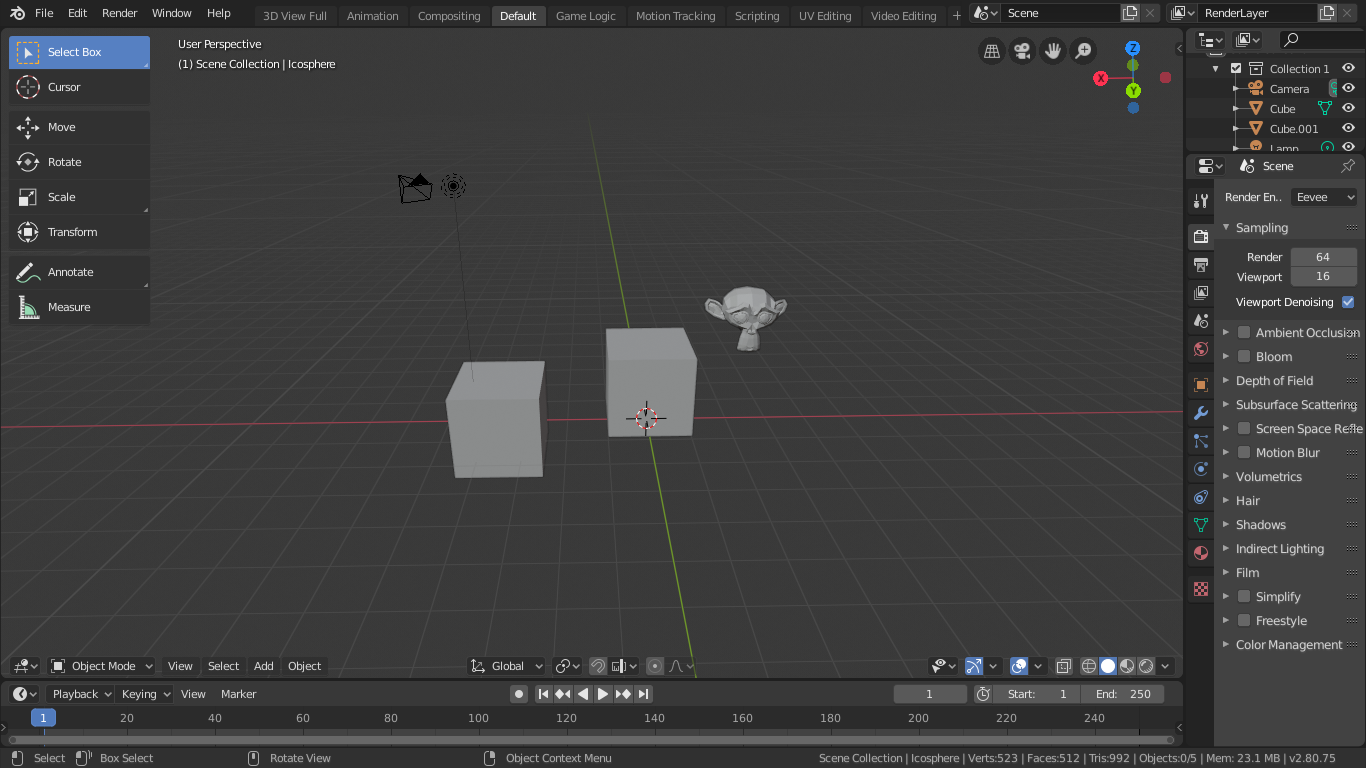 File Edit Render Window Help 3D View Full Animation Compositing Default Game Logic Motion Tracking Scripting UV Editing Video Editing + Scene RenderLayer
Select Box
Cursor
Move
Rotate
Scale
Transform
Annotate
Measure
User Perspective
(1) Scene Collection | Icosphere
Z
X
Y
Collection 1
Camera
Cube
Cube.001
Lamp
Scene
Render En.. Eevee
Sampling
Render 64
Viewport 16
Viewport Denoising
Ambient Occlusion
Bloom
Depth of Field
Subsurface Scattering
Screen Space Refle
Motion Blur
Volumetrics
Hair
Shadows
Indirect Lighting
Film
Simplify
Freestyle
Color Management
Object Mode View Select Add Object Global
Playback Keying View Marker 1 Start: 1 End: 250
1 20 40 60 80 100 120 140 160 180 200 220 240
Select Box Select Rotate View Object Context Menu Scene Collection | Icosphere | Verts:523 | Faces:512 | Tris:992 | Objects:0/5 | Mem: 23.1 MB | v2.80.75